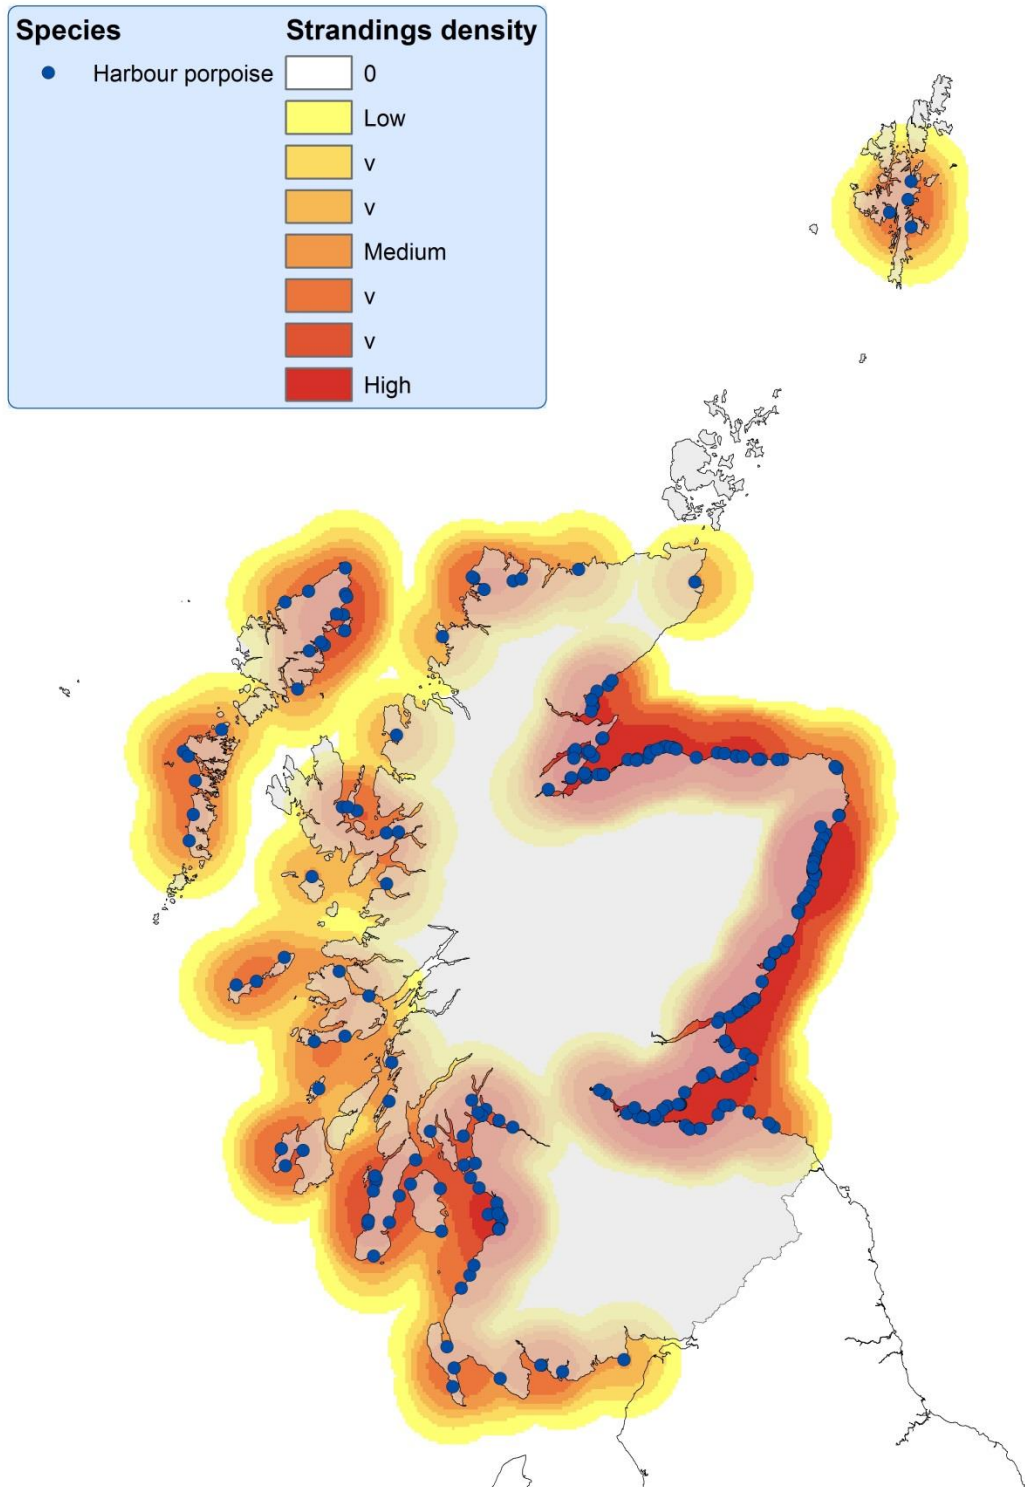 Species Strandings density
Harbour porpoise 0
Low
v
v
Medium
v
v
High